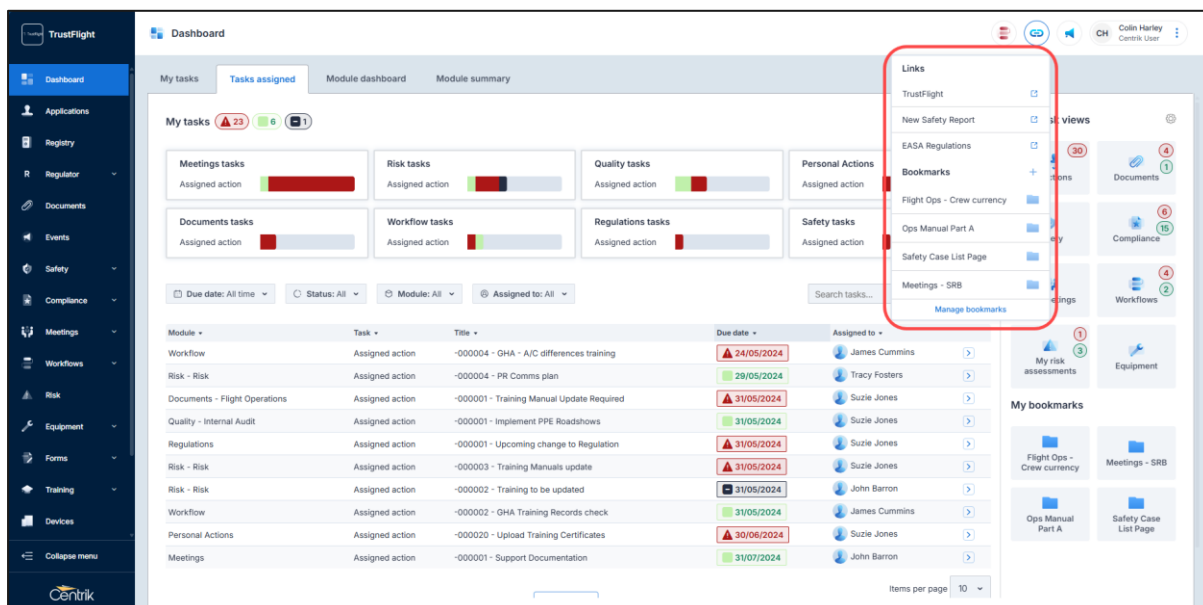 TrustFlight
Dashboard
Applications
Registry
R Regulator
Documents
Events
Safety
Compliance
Meetings
Workflows
Risk
Equipment
Forms
Training
Devices
Collapse menu
Centrik
Dashboard
CH
Colin Harley
Centrik User
My tasks
Tasks assigned
Module dashboard
Module summary
My tasks 23 6 1
Meetings tasks
Assigned action
Risk tasks
Assigned action
Quality tasks
Assigned action
Personal Actions
Assigned action
Documents tasks
Assigned action
Workflow tasks
Assigned action
Regulations tasks
Assigned action
Safety tasks
Assigned action
Due date: All time
Status: All
Module: All
Assigned to: All
Search tasks...
Module Task Title Due date Assigned to
Workflow Assigned action -000004 - GHA - A/C differences training 24/05/2024 James Cummins
Risk - Risk Assigned action -000004 - PR Comms plan 29/05/2024 Tracy Fosters
Documents - Flight Operations Assigned action -000001 - Training Manual Update Required 31/05/2024 Suzie Jones
Quality - Internal Audit Assigned action -000001 - Implement PPE Roadshows 31/05/2024 Suzie Jones
Regulations Assigned action -000001 - Upcoming change to Regulation 31/05/2024 Suzie Jones
Risk - Risk Assigned action -000003 - Training Manuals update 31/05/2024 Suzie Jones
Risk - Risk Assigned action -000002 - Training to be updated 31/05/2024 John Barron
Workflow Assigned action -000002 - GHA Training Records check 31/05/2024 James Cummins
Personal Actions Assigned action -000020 - Upload Training Certificates 30/06/2024 Suzie Jones
Meetings Assigned action -000001 - Support Documentation 31/07/2024 John Barron
Items per page 10
Links
TrustFlight
New Safety Report
EASA Regulations
Bookmarks
Flight Ops - Crew currency
Ops Manual Part A
Safety Case List Page
Meetings - SRB
Manage bookmarks
views
30
4
1
Documents
6
15
Compliance
4
2
Workflows
1
3
My risk
assessments
Equipment
My bookmarks
Flight Ops -
Crew currency
Meetings - SRB
Ops Manual
Part A
Safety Case
List Page